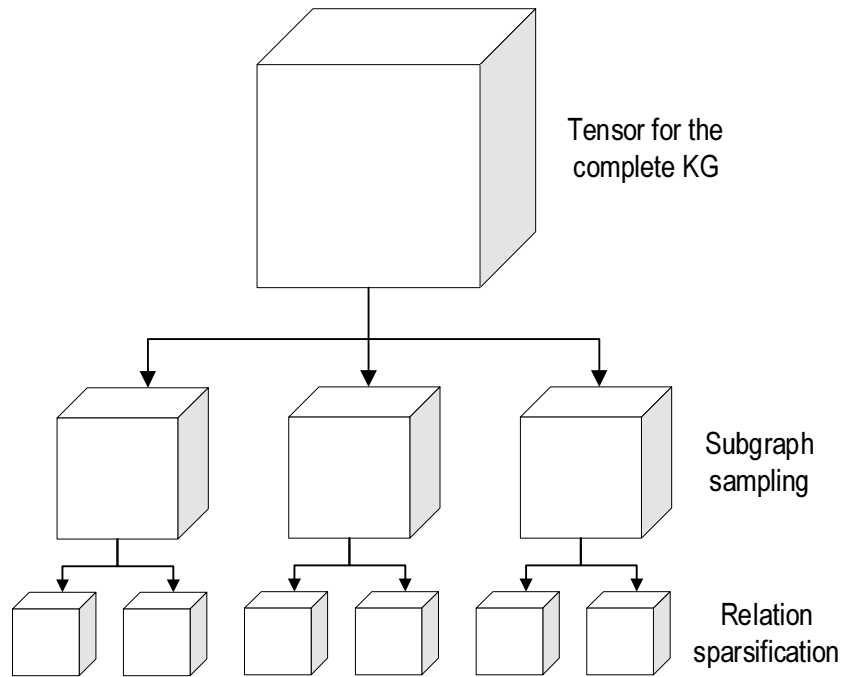 Tensor for the
complete KG
Subgraph
sampling
Relation
sparsification